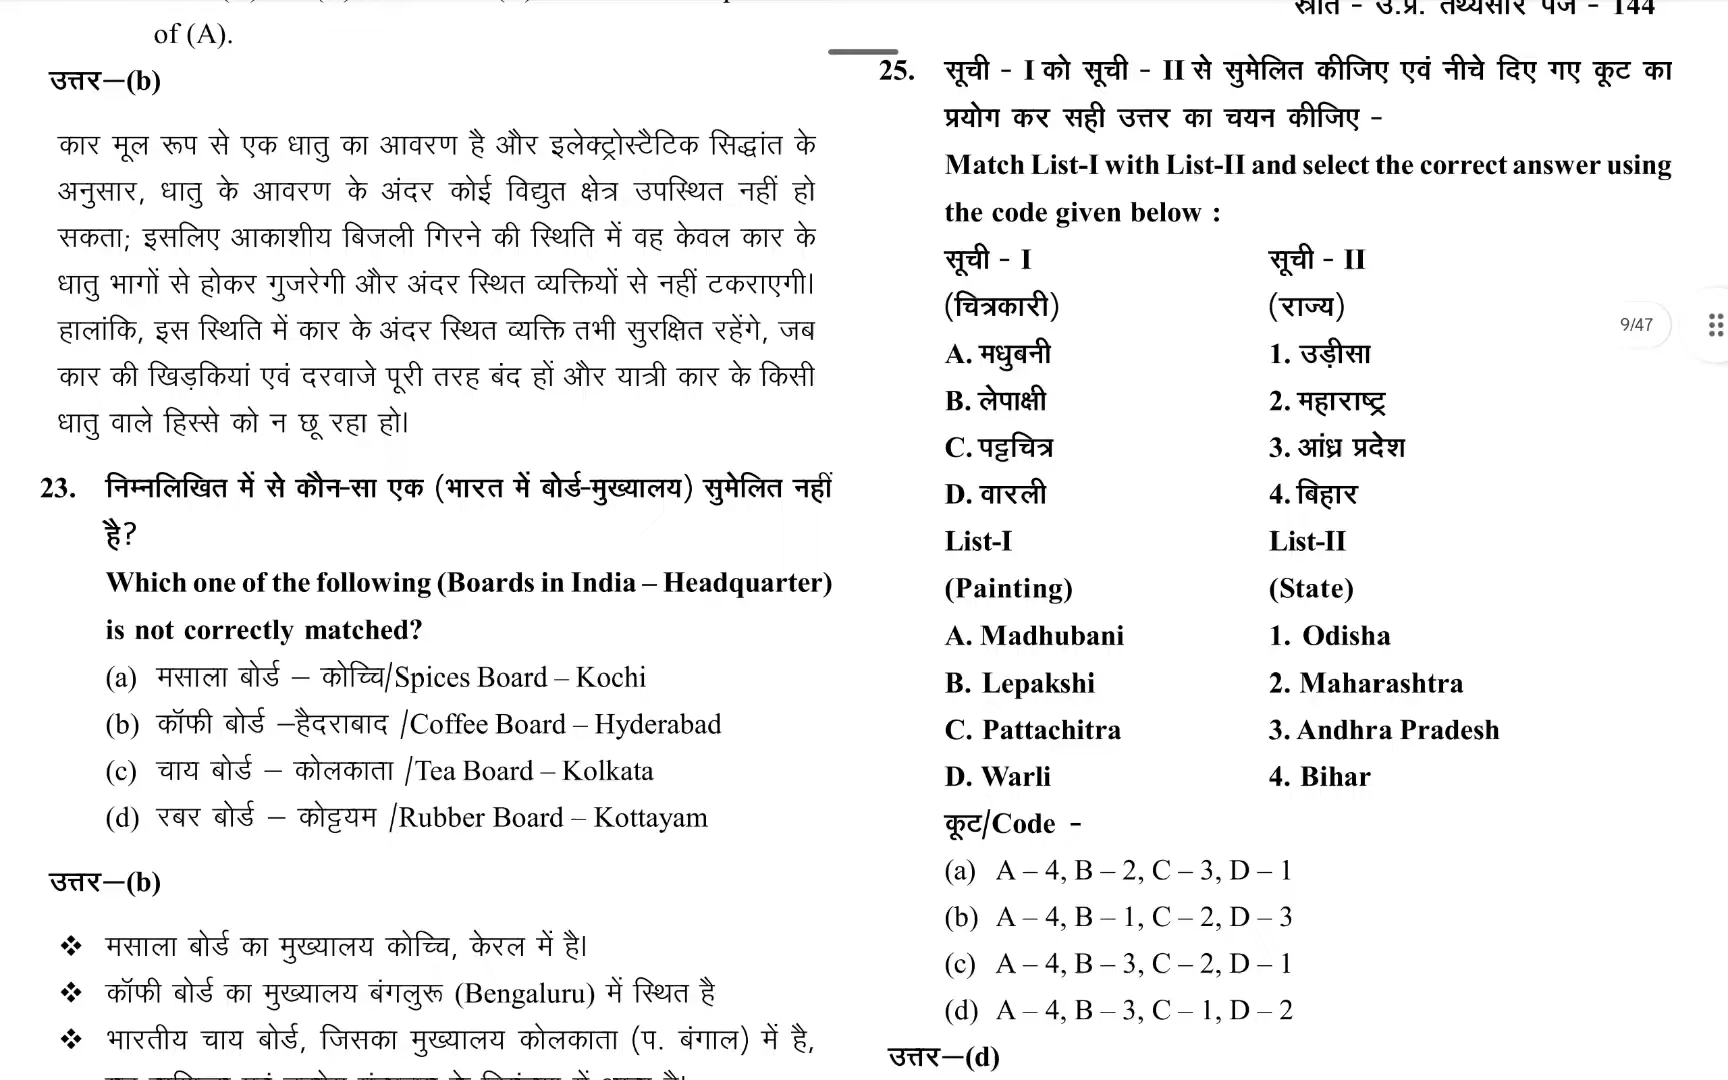 of (A).
उत्तर—(b)
कार मूल रूप से एक धातु का आवरण है और इलेक्ट्रोस्टैटिक सिद्धांत के
अनुसार, धातु के आवरण के अंदर कोई विद्युत क्षेत्र उपस्थित नहीं हो
सकता; इसलिए आकाशीय बिजली गिरने की स्थिति में वह केवल कार के
धातु भागों से होकर गुजरेगी और अंदर स्थित व्यक्तियों से नहीं टकराएगी।
हालांकि, इस स्थिति में कार के अंदर स्थित व्यक्ति तभी सुरक्षित रहेंगे, जब
कार की खिड़कियां एवं दरवाजे पूरी तरह बंद हों और यात्री कार के किसी
धातु वाले हिस्से को न छू रहा हो।
23. निम्नलिखित में से कौन-सा एक (भारत में बोर्ड-मुख्यालय) सुमेलित नहीं
है?
Which one of the following (Boards in India – Headquarter)
is not correctly matched?
(a) मसाला बोर्ड – कोच्चि/Spices Board – Kochi
(b) कॉफी बोर्ड –हैदराबाद /Coffee Board – Hyderabad
(c) चाय बोर्ड – कोलकाता /Tea Board – Kolkata
(d) रबर बोर्ड – कोट्टयम /Rubber Board – Kottayam
उत्तर—(b)
❖ मसाला बोर्ड का मुख्यालय कोच्चि, केरल में है।
❖ कॉफी बोर्ड का मुख्यालय बंगलुरू (Bengaluru) में स्थित है
❖ भारतीय चाय बोर्ड, जिसका मुख्यालय कोलकाता (प. बंगाल) में है,
स्रोत - उ.प्र. तथ्यसार पेज - 144
25. सूची - I को सूची - II से सुमेलित कीजिए एवं नीचे दिए गए कूट का
प्रयोग कर सही उत्तर का चयन कीजिए -
Match List-I with List-II and select the correct answer using
the code given below :
सूची - I सूची - II
(चित्रकारी) (राज्य)
A. मधुबनी 1. उड़ीसा
B. लेपाक्षी 2. महाराष्ट्र
C. पट्टचित्र 3. आंध्र प्रदेश
D. वारली 4. बिहार
List-I List-II
(Painting) (State)
A. Madhubani 1. Odisha
B. Lepakshi 2. Maharashtra
C. Pattachitra 3. Andhra Pradesh
D. Warli 4. Bihar
कूट/Code -
(a) A – 4, B – 2, C – 3, D – 1
(b) A – 4, B – 1, C – 2, D – 3
(c) A – 4, B – 3, C – 2, D – 1
(d) A – 4, B – 3, C – 1, D – 2
उत्तर—(d)
9/47